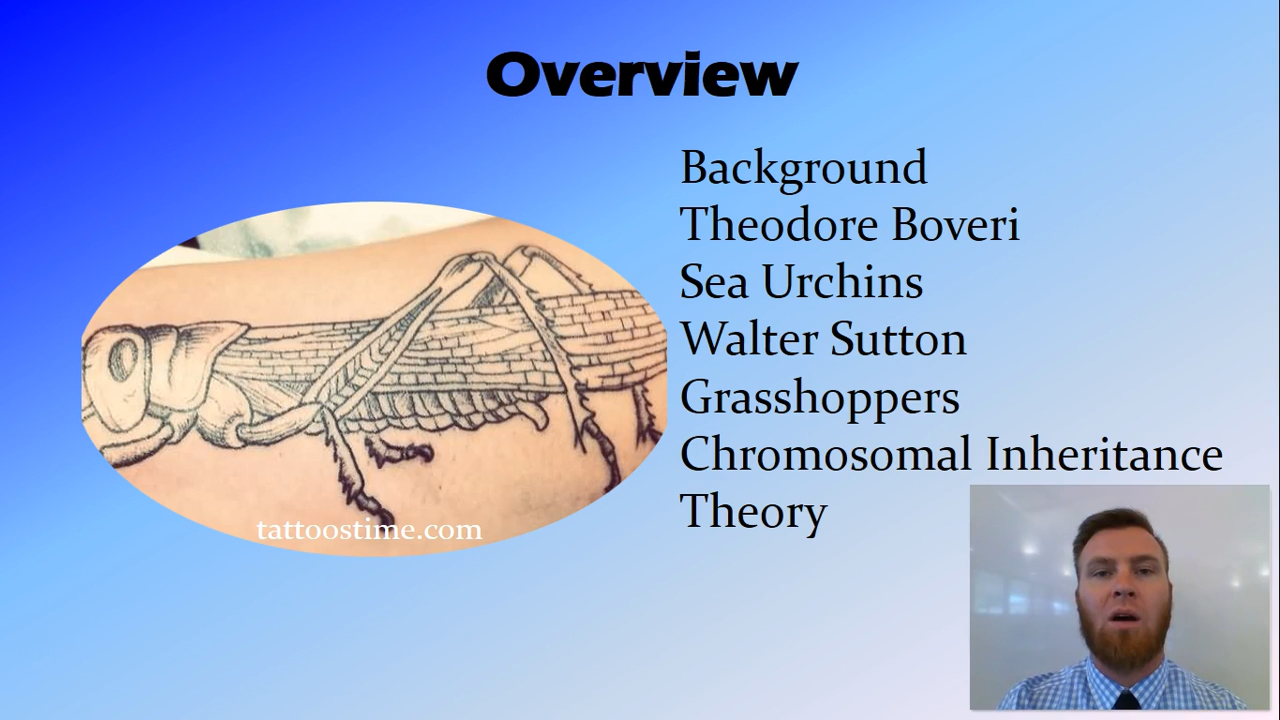 Overview
Background
Theodore Boveri
Sea Urchins
Walter Sutton
Grasshoppers
Chromosomal Inheritance
Theory
tattoostime.com